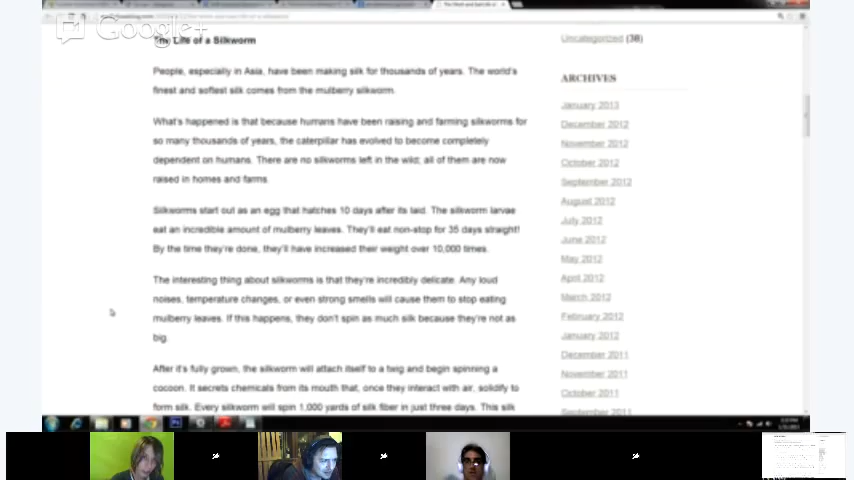 Google+
The Life of a Silkworm
People, especially in Asia, have been making silk for thousands of years. The world's
finest and softest silk comes from the mulberry silkworm.
What's happened is that because humans have been raising and farming silkworms for
so many thousands of years, the caterpillar has evolved to become completely
dependent on humans. There are no silkworms left in the wild; all of them are now
raised in homes and farms.
Silkworms start out as an egg that hatches 10 days after its laid. The silkworm larvae
eat an incredible amount of mulberry leaves. They'll eat non-stop for 35 days straight!
By the time they're done, they'll have increased their weight over 10,000 times.
The interesting thing about silkworms is that they're incredibly delicate. Any loud
noises, temperature changes, or even strong smells will cause them to stop eating
mulberry leaves. If this happens, they don't spin as much silk because they're not as
big.
After it's fully grown, the silkworm will attach itself to a twig and begin spinning a
cocoon. It secrets chemicals from its mouth that, once they interact with air, solidify to
form silk. Every silkworm will spin 1,000 yards of silk fiber in just three days. This silk
Uncategorized (38)
ARCHIVES
January 2013
December 2012
November 2012
October 2012
September 2012
August 2012
July 2012
June 2012
May 2012
April 2012
March 2012
February 2012
January 2012
December 2011
November 2011
October 2011
September 2011